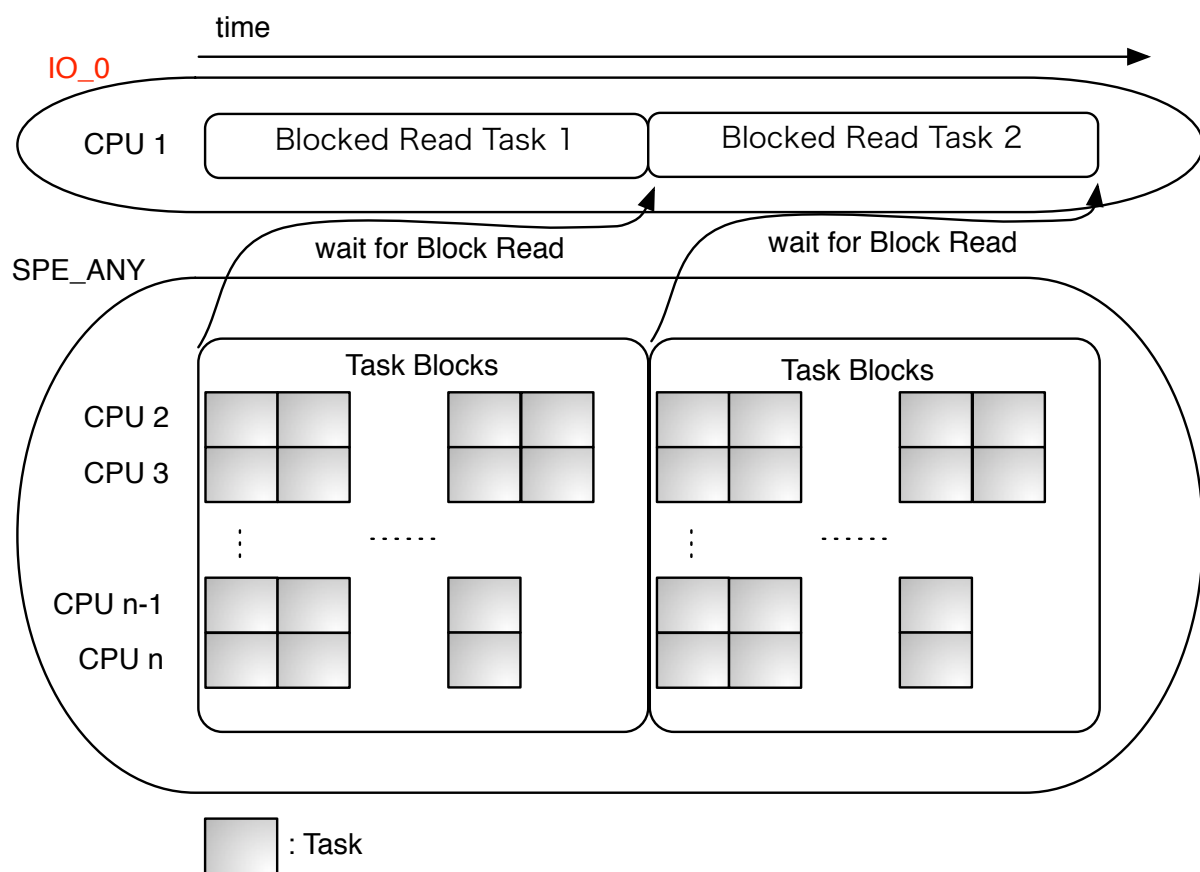 time
IO_0
CPU 1
Blocked Read Task 1
Blocked Read Task 2
wait for Block Read
wait for Block Read
SPE_ANY
Task Blocks
Task Blocks
CPU 2
CPU 3
CPU n-1
CPU n
: Task